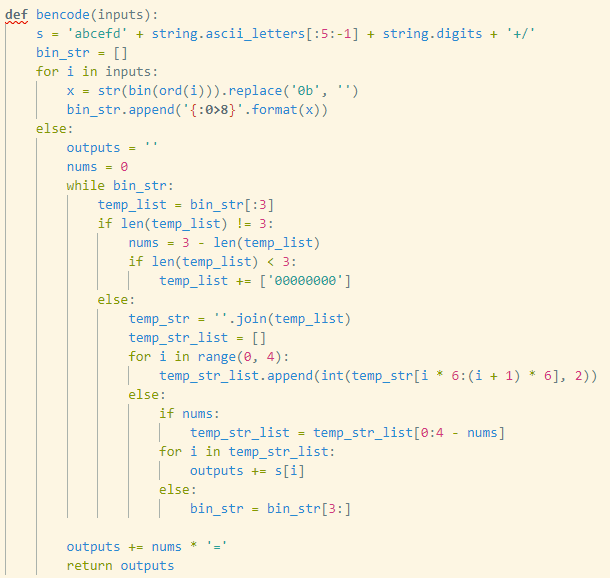 def bencode(inputs):
    s = 'abcefd' + string.ascii_letters[:5:-1] + string.digits + '+/'
    bin_str = []
    for i in inputs:
        x = str(bin(ord(i))).replace('0b', '')
        bin_str.append('{:0>8}'.format(x))
    else:
        outputs = ''
        nums = 0
        while bin_str:
            temp_list = bin_str[:3]
            if len(temp_list) != 3:
                nums = 3 - len(temp_list)
                if len(temp_list) < 3:
                    temp_list += ['00000000']
            else:
                temp_str = ''.join(temp_list)
                temp_str_list = []
                for i in range(0, 4):
                    temp_str_list.append(int(temp_str[i * 6:(i + 1) * 6], 2))
                else:
                    if nums:
                        temp_str_list = temp_str_list[0:4 - nums]
                    for i in temp_str_list:
                        outputs += s[i]
                    else:
                        bin_str = bin_str[3:]

        outputs += nums * '='
        return outputs